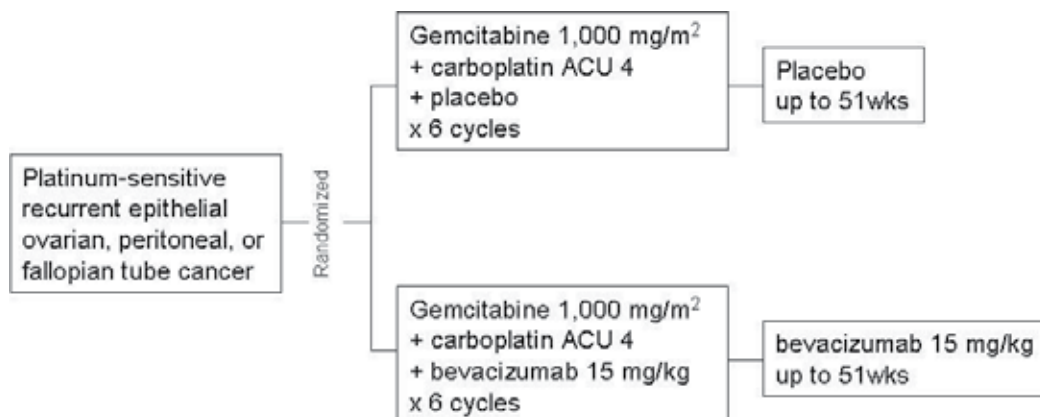 Platinum-sensitive
recurrent epithelial
ovarian, peritoneal, or
fallopian tube cancer
Randomized
Gemcitabine 1,000 mg/m²
+ carboplatin ACU 4
+ placebo
x 6 cycles
Placebo
up to 51wks
Gemcitabine 1,000 mg/m²
+ carboplatin ACU 4
+ bevacizumab 15 mg/kg
x 6 cycles
bevacizumab 15 mg/kg
up to 51wks